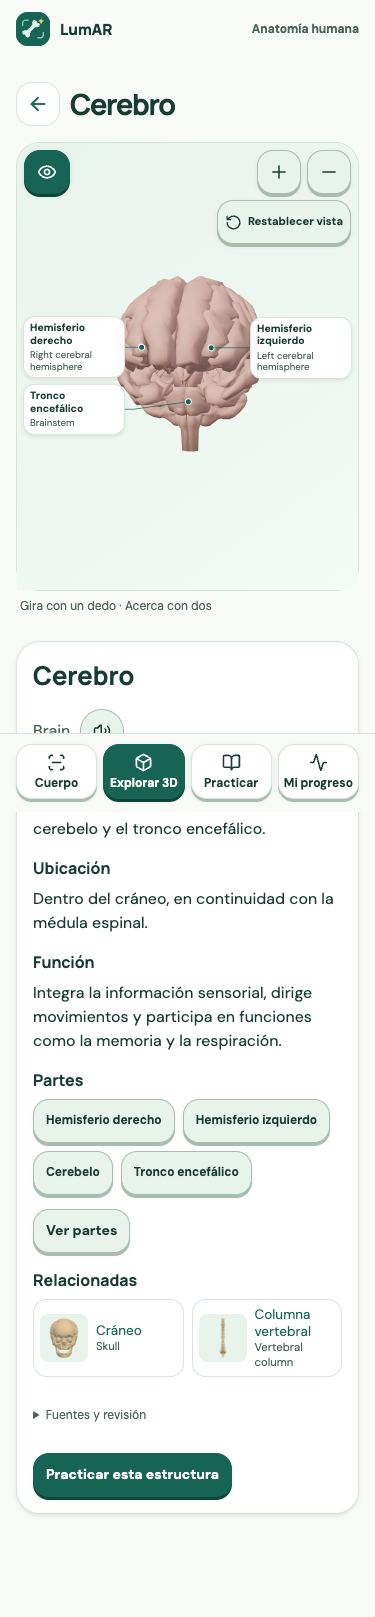 LumAR
Anatomía humana
Cerebro
Restablecer vista
Hemisferio
derecho
Right cerebral
hemisphere
Hemisferio
izquierdo
Left cerebral
hemisphere
Tronco
encefálico
Brainstem
Gira con un dedo · Acerca con dos
Cerebro
Brain
Cuerpo
Explorar 3D
Practicar
Mi progreso
cerebelo y el tronco encefálico.
Ubicación
Dentro del cráneo, en continuidad con la
médula espinal.
Función
Integra la información sensorial, dirige
movimientos y participa en funciones
como la memoria y la respiración.
Partes
Hemisferio derecho
Hemisferio izquierdo
Cerebelo
Tronco encefálico
Ver partes
Relacionadas
Cráneo
Skull
Columna
vertebral
Vertebral
column
Fuentes y revisión
Practicar esta estructura